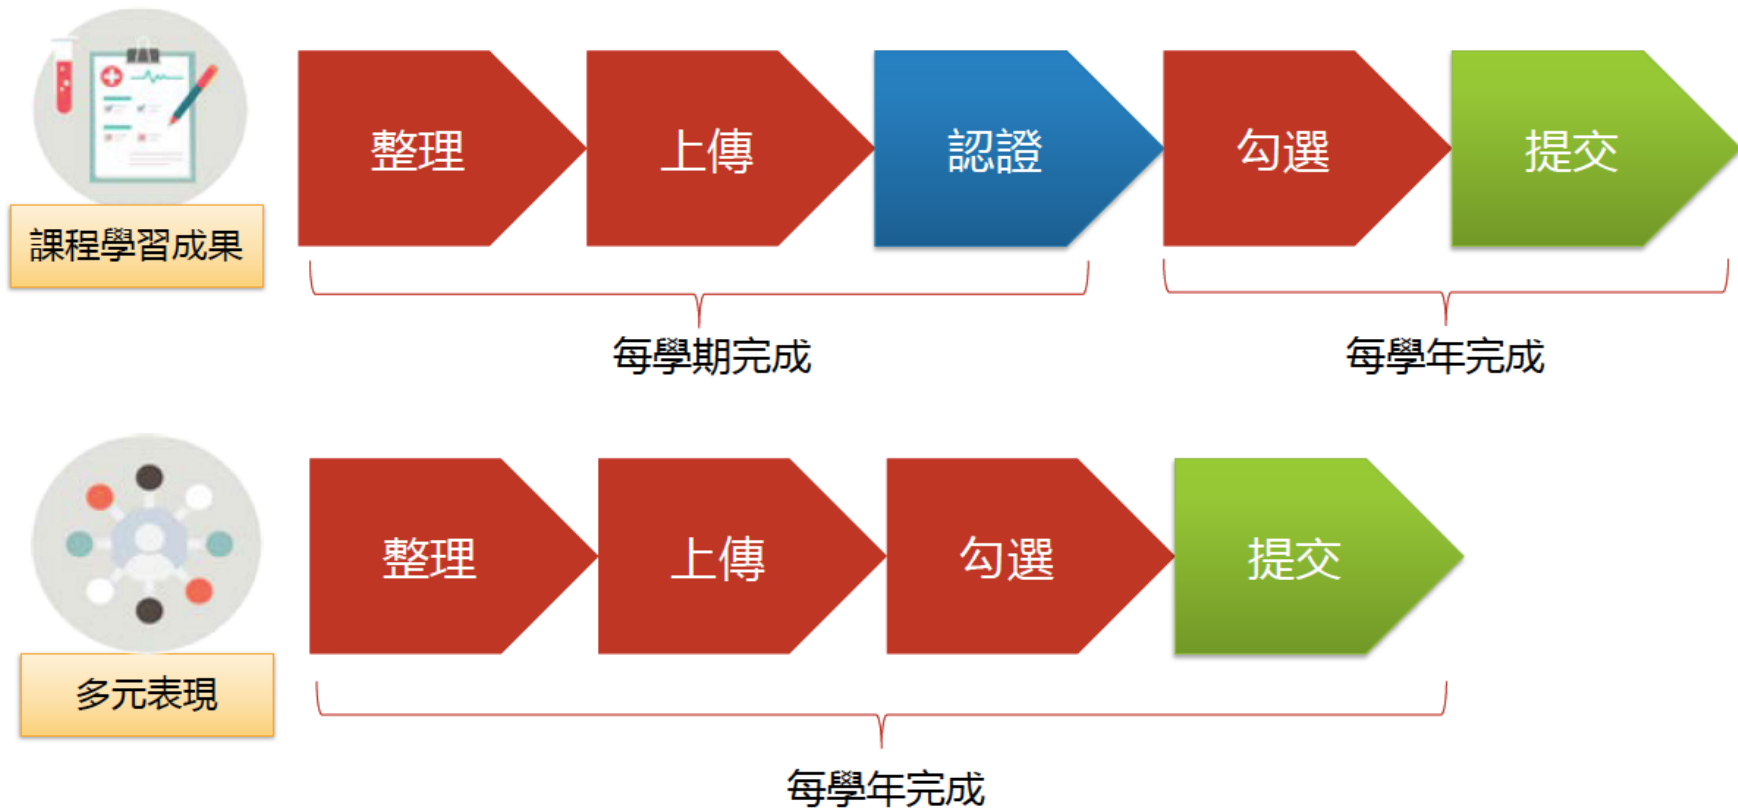 整理
上傳
認證
勾選
提交
課程學習成果
每學期完成
每學年完成
整理
上傳
勾選
提交
多元表現
每學年完成